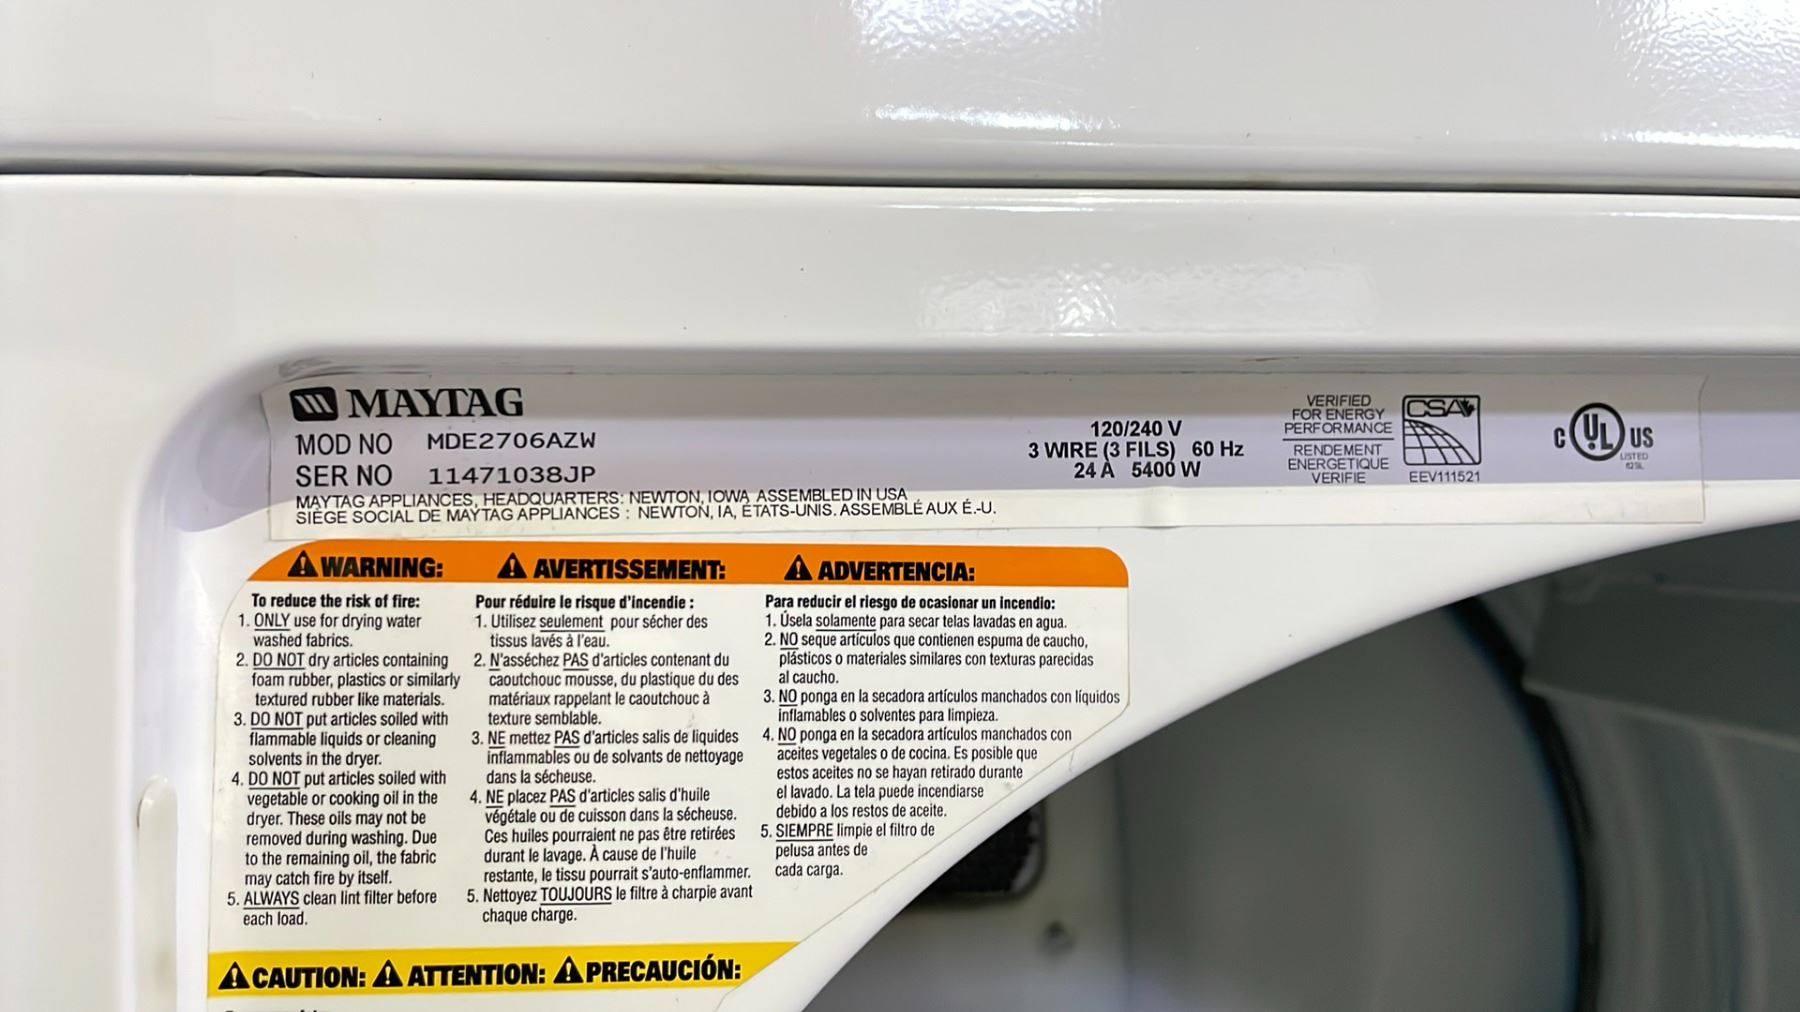 MAYTAG
MOD NO MDE2706AZW
SER NO 11471038JP
MAYTAG APPLIANCES, HEADQUARTERS: NEWTON, IOWA ASSEMBLED IN USA
SIÈGE SOCIAL DE MAYTAG APPLIANCES : NEWTON, IA, ÉTATS-UNIS. ASSEMBLÉ AUX É.-U.
120/240 V
3 WIRE (3 FILS) 60 Hz
24 A 5400 W
VERIFIED
FOR ENERGY
PERFORMANCE
RENDEMENT
ENERGETIQUE
VERIFIE
CSA
EEV111521
C UL US
LISTED
WARNING:
To reduce the risk of fire:
1. ONLY use for drying water
washed fabrics.
2. DO NOT dry articles containing
foam rubber, plastics or similarly
textured rubber like materials.
3. DO NOT put articles soiled with
flammable liquids or cleaning
solvents in the dryer.
4. DO NOT put articles soiled with
vegetable or cooking oil in the
dryer. These oils may not be
removed during washing. Due
to the remaining oil, the fabric
may catch fire by itself.
5. ALWAYS clean lint filter before
each load.
AVERTISSEMENT:
Pour réduire le risque d'incendie :
1. Utilisez seulement pour sécher des
tissus lavés à l'eau.
2. N'asséchez PAS d'articles contenant du
caoutchouc mousse, du plastique du des
matériaux rappelant le caoutchouc à
texture semblable.
3. NE mettez PAS d'articles salis de liquides
inflammables ou de solvants de nettoyage
dans la sécheuse.
4. NE placez PAS d'articles salis d'huile
végétale ou de cuisson dans la sécheuse.
Ces huiles pourraient ne pas être retirées
durant le lavage. À cause de l'huile
restante, le tissu pourrait s'auto-enflammer.
5. Nettoyez TOUJOURS le filtre à charpie avant
chaque charge.
ADVERTENCIA:
Para reducir el riesgo de ocasionar un incendio:
1. Úsela solamente para secar telas lavadas en agua.
2. NO seque artículos que contienen espuma de caucho,
plásticos o materiales similares con texturas parecidas
al caucho.
3. NO ponga en la secadora artículos manchados con líquidos
inflamables o solventes para limpieza.
4. NO ponga en la secadora artículos manchados con
aceites vegetales o de cocina. Es posible que
estos aceites no se hayan retirado durante
el lavado. La tela puede incendiarse
debido a los restos de aceite.
5. SIEMPRE limpie el filtro de
pelusa antes de
cada carga.
CAUTION: ATTENTION: PRECAUCIÓN: